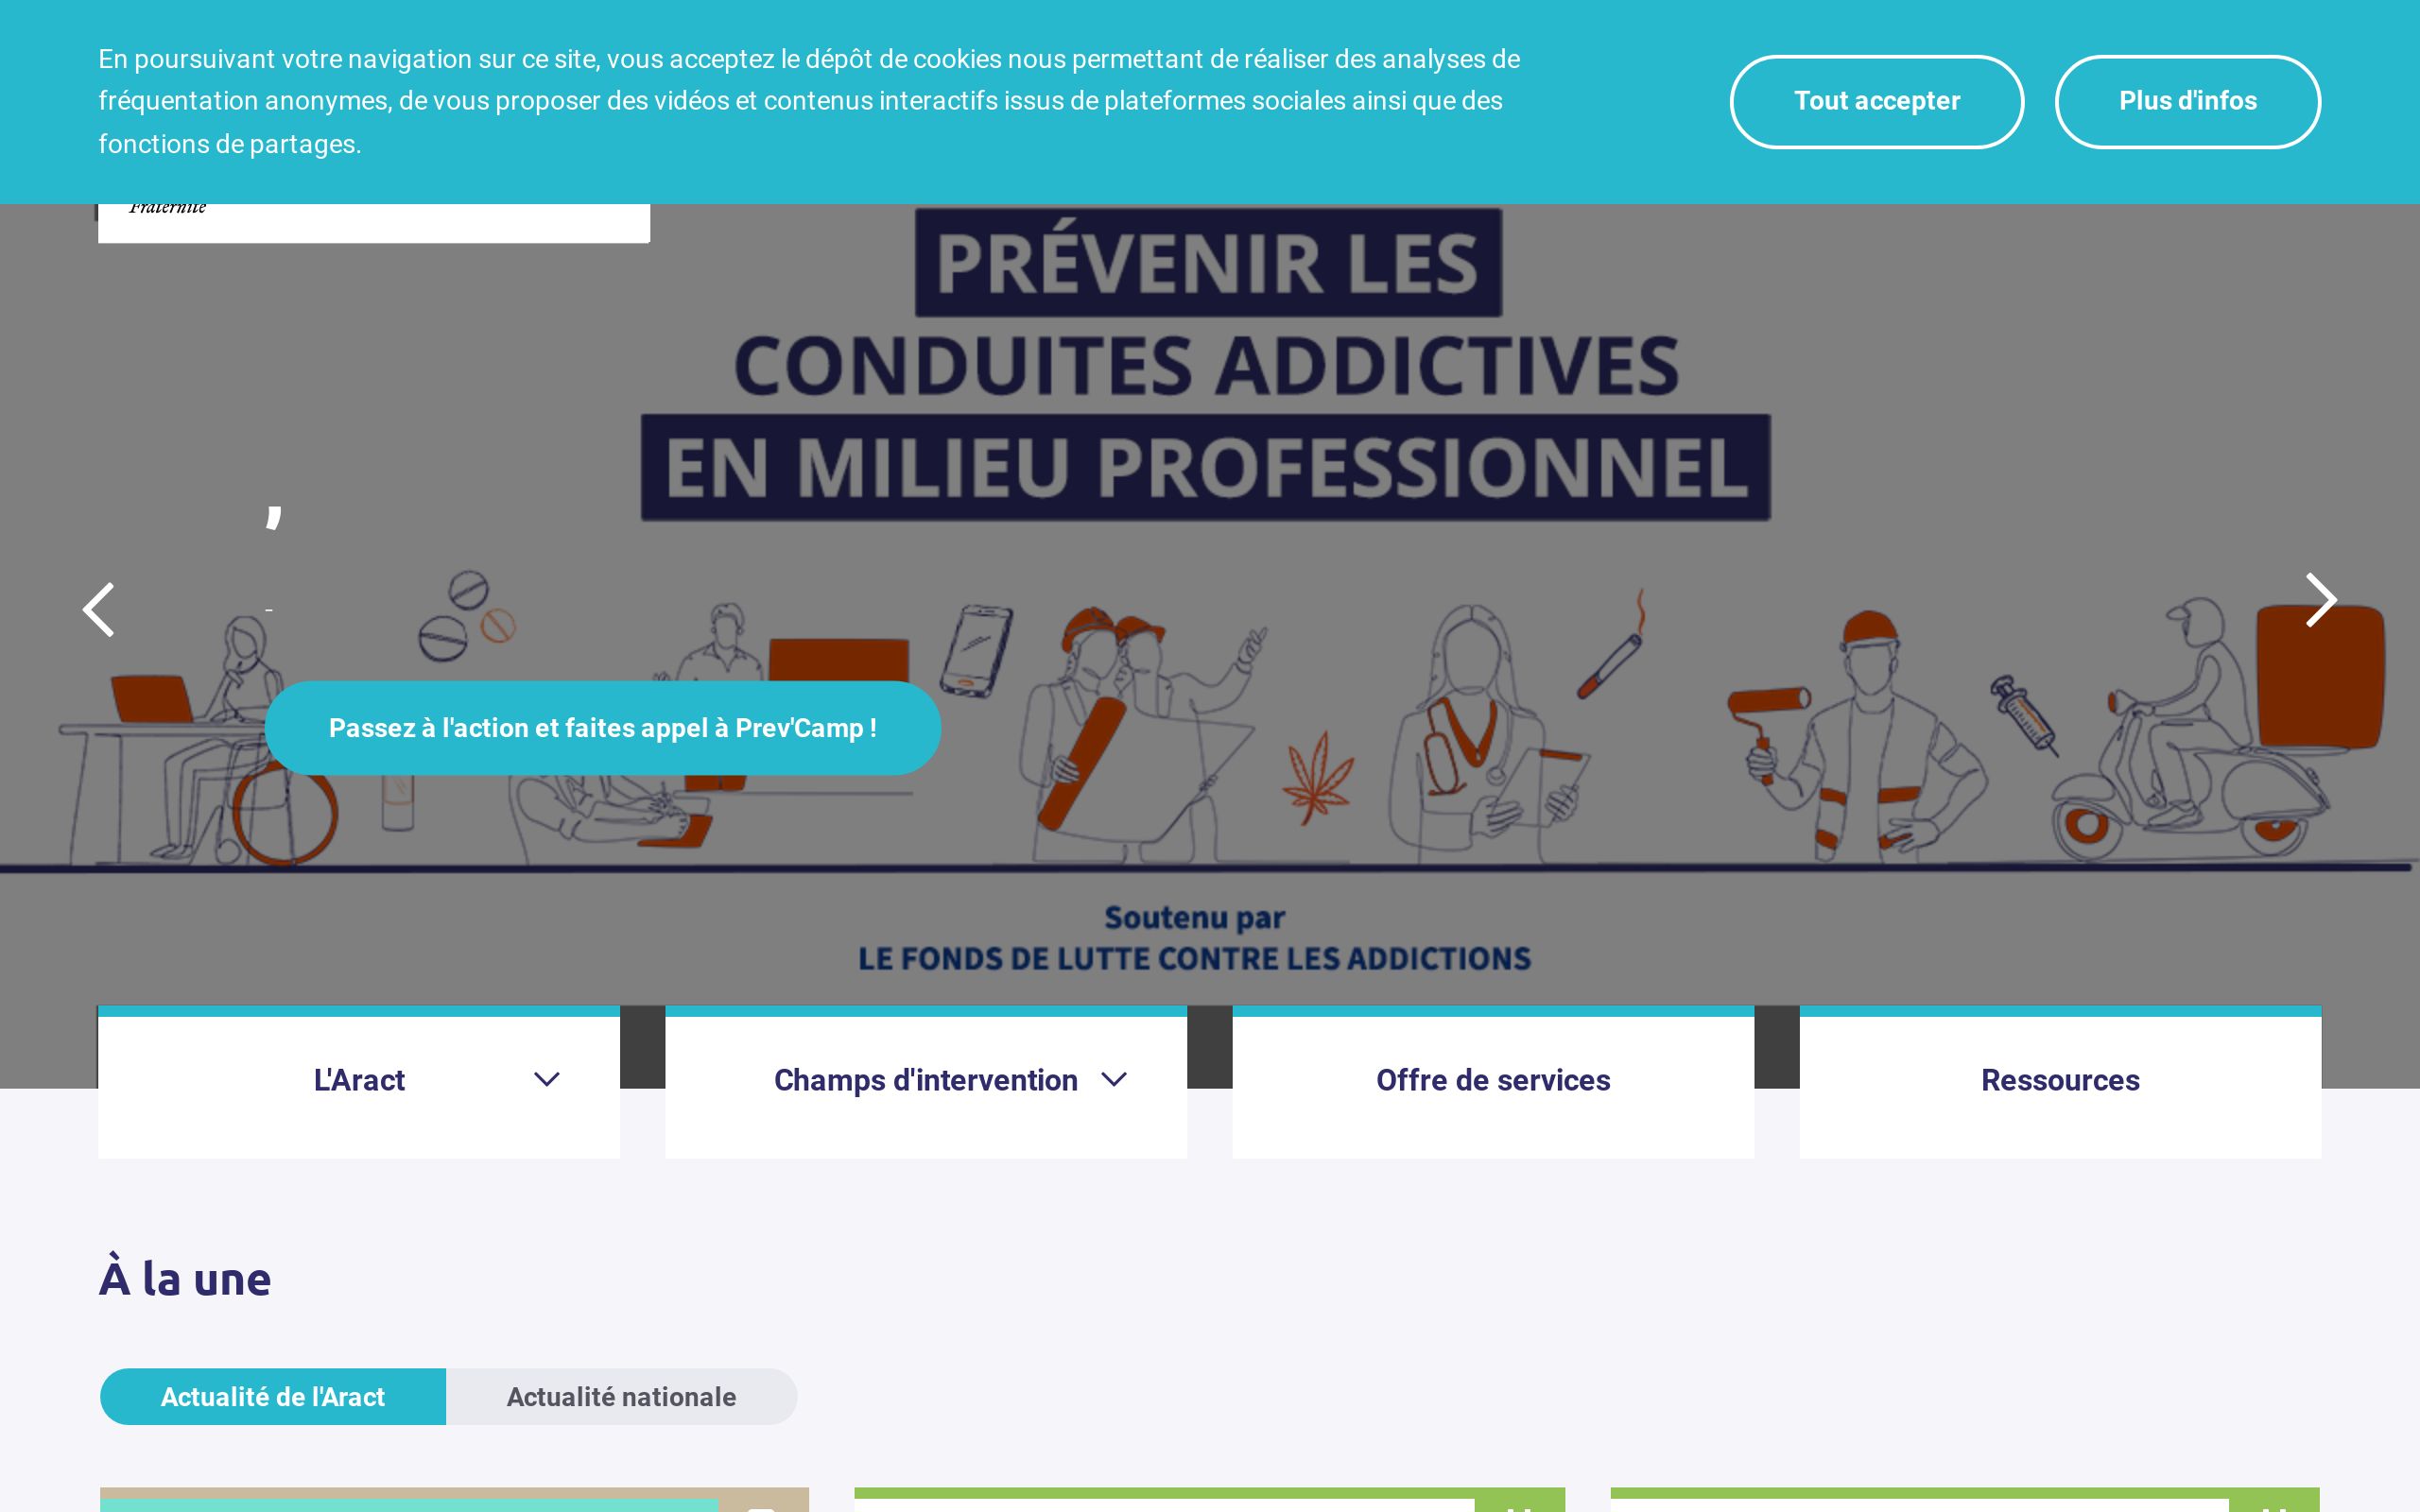 En poursuivant votre navigation sur ce site, vous acceptez le dépôt de cookies nous permettant de réaliser des analyses de
fréquentation anonymes, de vous proposer des vidéos et contenus interactifs issus de plateformes sociales ainsi que des
fonctions de partages.
Tout accepter
Plus d'infos
Fraternité
PRÉVENIR LES
CONDUITES ADDICTIVES
EN MILIEU PROFESSIONNEL
,
-
Passez à l'action et faites appel à Prev'Camp !
Soutenu par
LE FONDS DE LUTTE CONTRE LES ADDICTIONS
L'Aract
Champs d'intervention
Offre de services
Ressources
À la une
Actualité de l'Aract
Actualité nationale